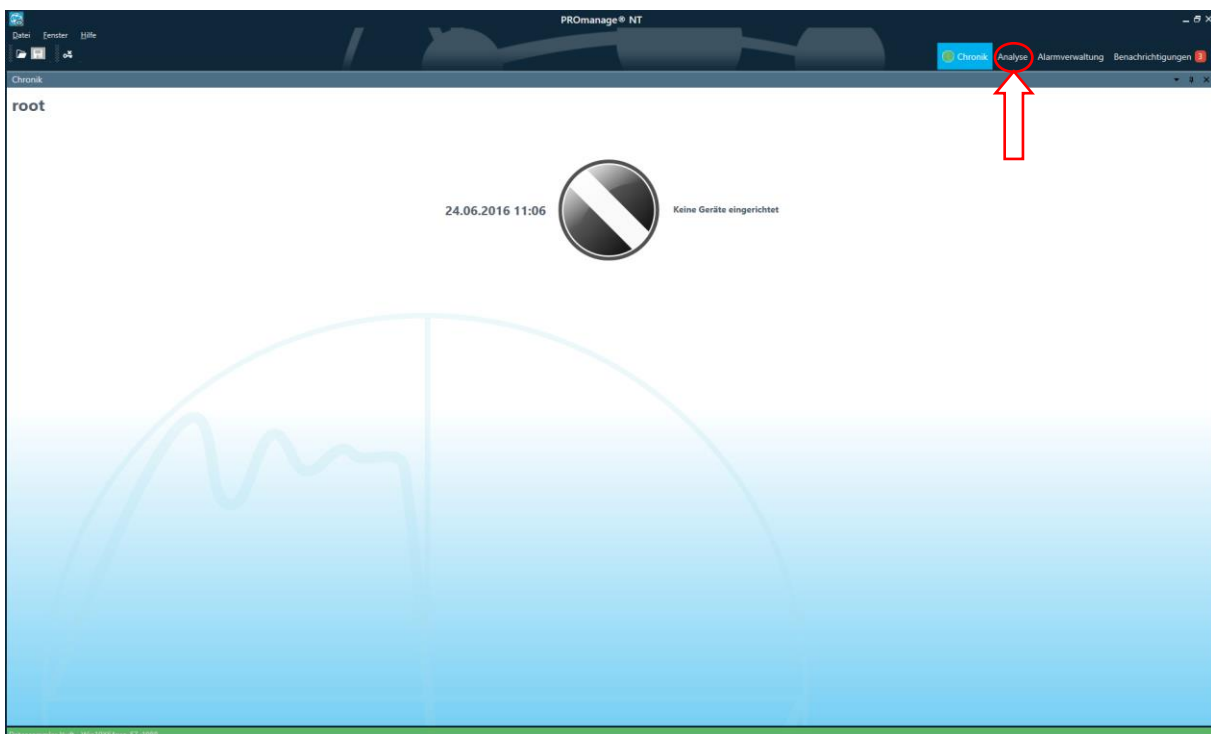 PROmanage® NT
Datei Fenster Hilfe
Chronik Analyse Alarmverwaltung Benachrichtigungen 3
Chronik
root
24.06.2016 11:06
Keine Geräte eingerichtet